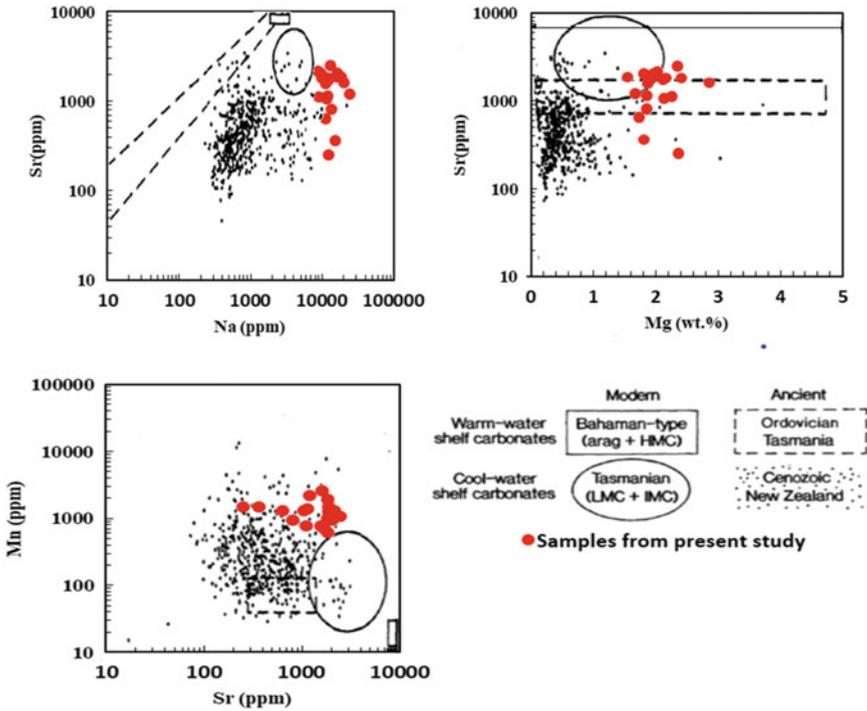 10000
1000
100
10
Sr(ppm)
10 100 1000 10000 100000
Na (ppm)
10000
1000
100
10
Sr(ppm)
0 1 2 3 4 5
Mg (wt.%)
100000
10000
1000
100
10
Mn (ppm)
10 100 1000 10000
Sr (ppm)
Modern Ancient
Warm-water
shelf carbonates
Bahaman-type
(arag + HMC)
Ordovician
Tasmania
Cool-water
shelf carbonates
Tasmanian
(LMC + IMC)
Cenozoic
New Zealand
Samples from present study